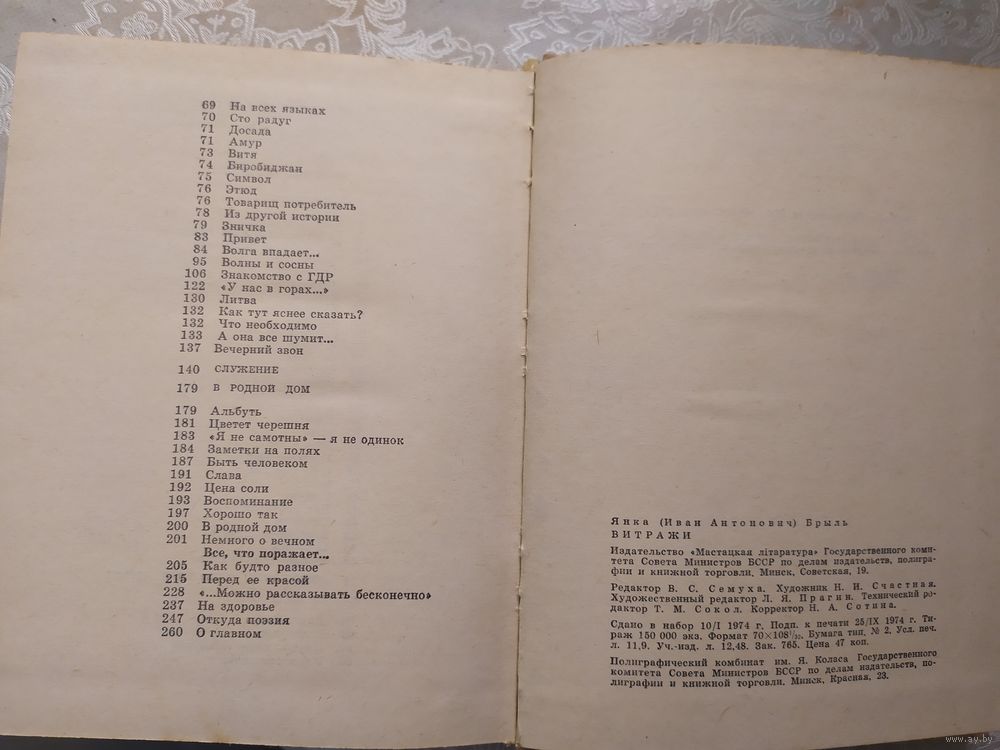 69 На всех языках
70 Сто радуг
71 Досада
71 Амур
73 Витя
74 Биробиджан
75 Символ
76 Этюд
76 Товарищ потребитель
78 Из другой истории
79 Зничка
83 Привет
84 Волга впадает...
95 Волны и сосны
106 Знакомство с ГДР
122 «У нас в горах...»
130 Литва
132 Как тут яснее сказать?
132 Что необходимо
133 А она все шумит...
137 Вечерний звон
140 СЛУЖЕНИЕ
179 В РОДНОЙ ДОМ
179 Альбуть
181 Цветет черешня
183 «Я не самотны» — я не одинок
184 Заметки на полях
187 Быть человеком
191 Слава
192 Цена соли
193 Воспоминание
197 Хорошо так
200 В родной дом
201 Немного о вечном
Все, что поражает...
205 Как будто разное
215 Перед ее красой
228 «...Можно рассказывать бесконечно»
237 На здоровье
247 Откуда поэзия
260 О главном
Янка (Иван Антонович) Брыль
ВИТРАЖИ
Издательство «Мастацкая літаратура» Государственного коми-
тета Совета Министров БССР по делам издательств, полигра-
фии и книжной торговли. Минск, Советская, 19.
Редактор В. С. Семуха. Художник Н. И. Счастная.
Художественный редактор Л. Я. Прагин. Технический ре-
дактор Т. М. Сокол. Корректор Н. А. Сотина.
Сдано в набор 10/I 1974 г. Подп. к печати 25/IX 1974 г. Ти-
раж 150 000 экз. Формат 70×108¹/₃₂. Бумага тип. № 2. Усл. печ.
л. 11,9. Уч.-изд. л. 12,48. Зак. 765. Цена 47 коп.
Полиграфический комбинат им. Я. Коласа Государственного
комитета Совета Министров БССР по делам издательств, по-
лиграфии и книжной торговли. Минск, Красная, 23.
www.ay.by